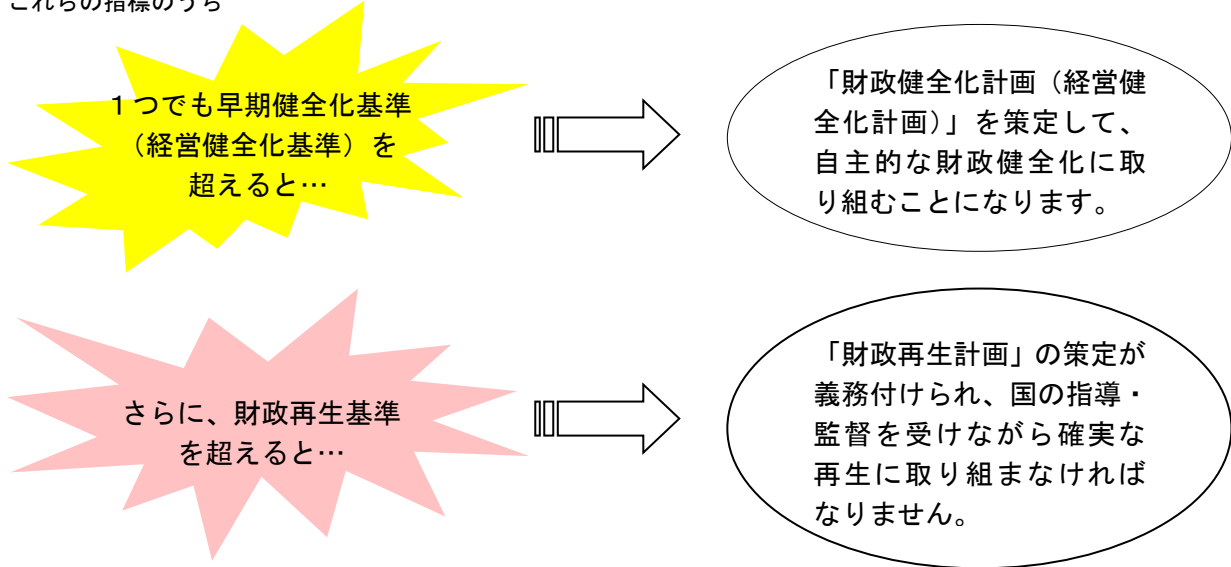 これらの指標のうち
１つでも早期健全化基準
（経営健全化基準）を
超えると…
「財政健全化計画（経営健
全化計画）」を策定して、
自主的な財政健全化に取
り組むことになります。
さらに、財政再生基準
を超えると…
「財政再生計画」の策定が
義務付けられ、国の指導・
監督を受けながら確実な
再生に取り組まなければ
なりません。